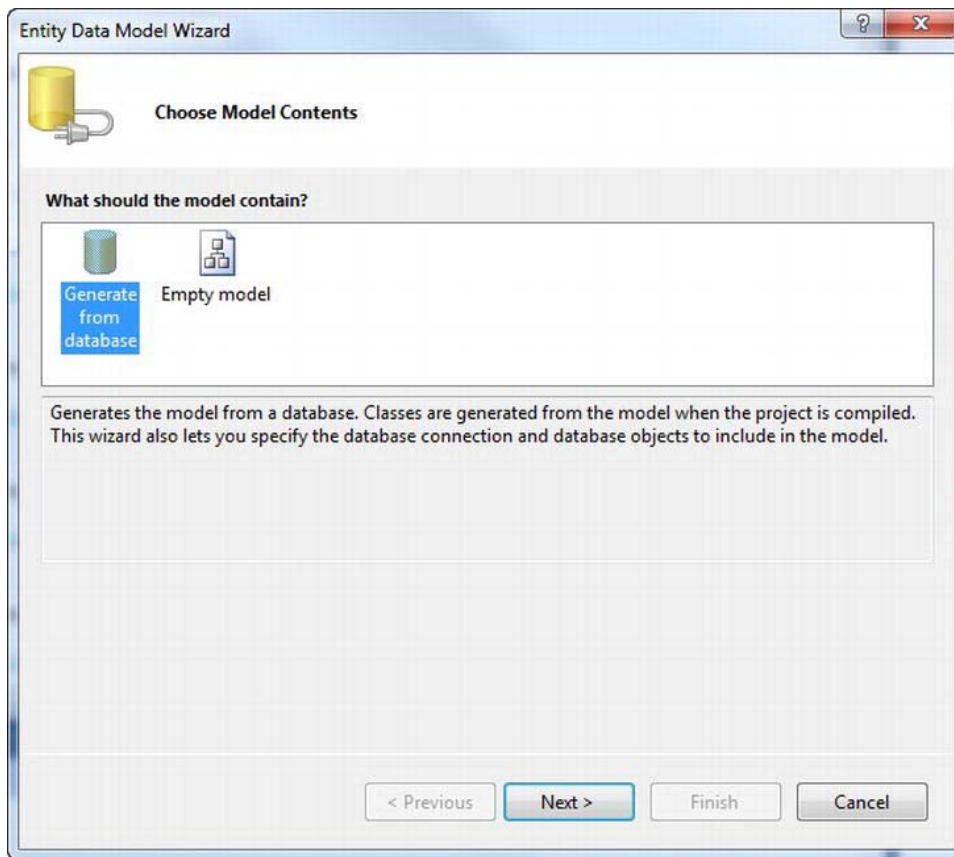 Entity Data Model Wizard
Choose Model Contents
What should the model contain?
Generate
from
database
Empty model
Generates the model from a database. Classes are generated from the model when the project is compiled.
This wizard also lets you specify the database connection and database objects to include in the model.
< Previous
Next >
Finish
Cancel